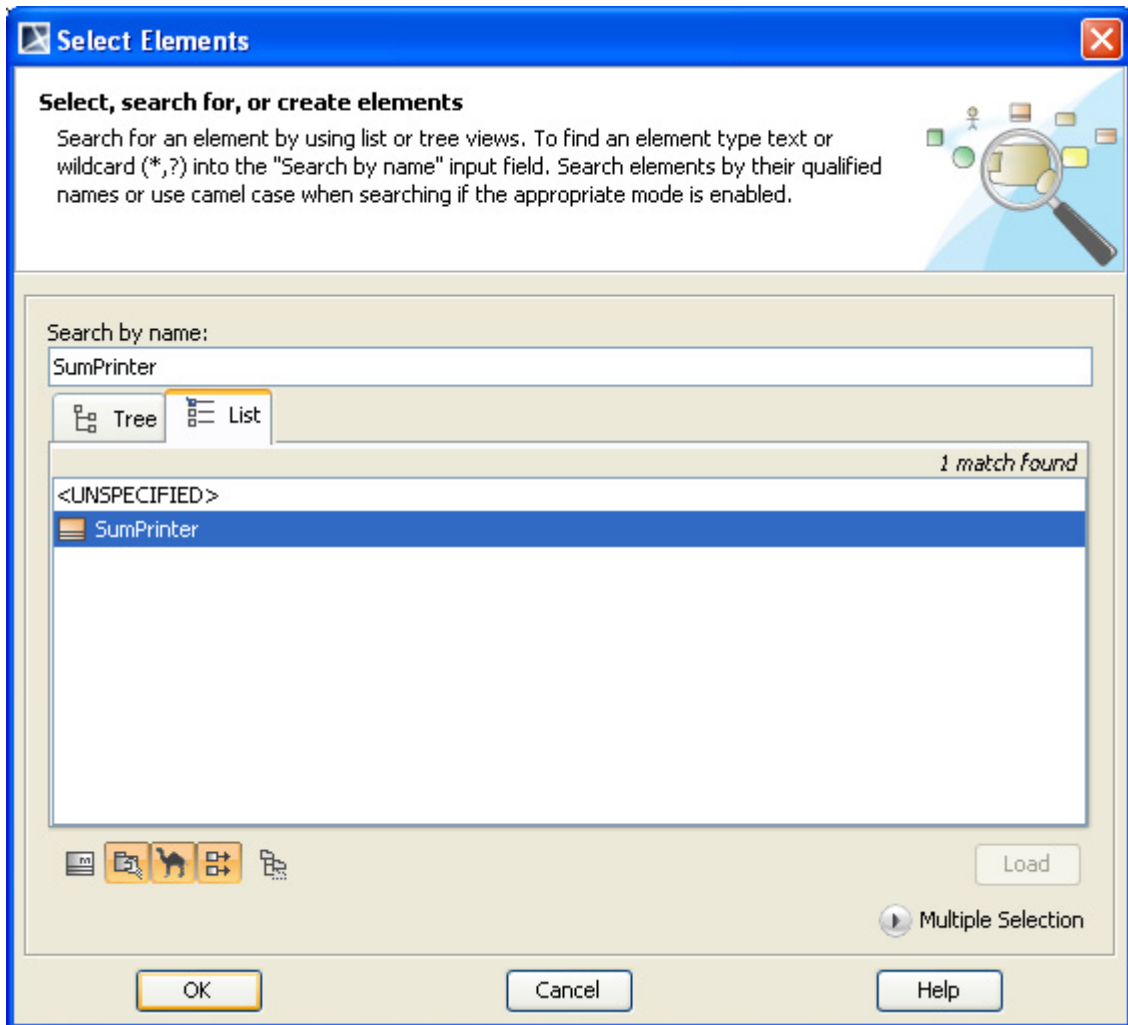 Select Elements
Select, search for, or create elements
Search for an element by using list or tree views. To find an element type text or
wildcard (*,?) into the "Search by name" input field. Search elements by their qualified
names or use camel case when searching if the appropriate mode is enabled.
Search by name:
SumPrinter
Tree List
1 match found
<UNSPECIFIED>
SumPrinter
Load
Multiple Selection
OK Cancel Help